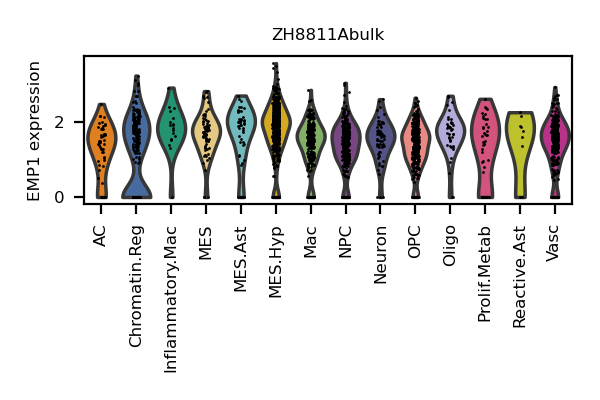 ZH8811Abulk
EMP1 expression
2
0
AC
Chromatin.Reg
Inflammatory.Mac
MES
MES.Ast
MES.Hyp
Mac
NPC
Neuron
OPC
Oligo
Prolif.Metab
Reactive.Ast
Vasc